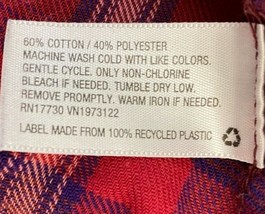 60% COTTON / 40% POLYESTER
MACHINE WASH COLD WITH LIKE COLORS.
GENTLE CYCLE. ONLY NON-CHLORINE
BLEACH IF NEEDED. TUMBLE DRY LOW.
REMOVE PROMPTLY. WARM IRON IF NEEDED.
RN17730 VN1973122
LABEL MADE FROM 100% RECYCLED PLASTIC